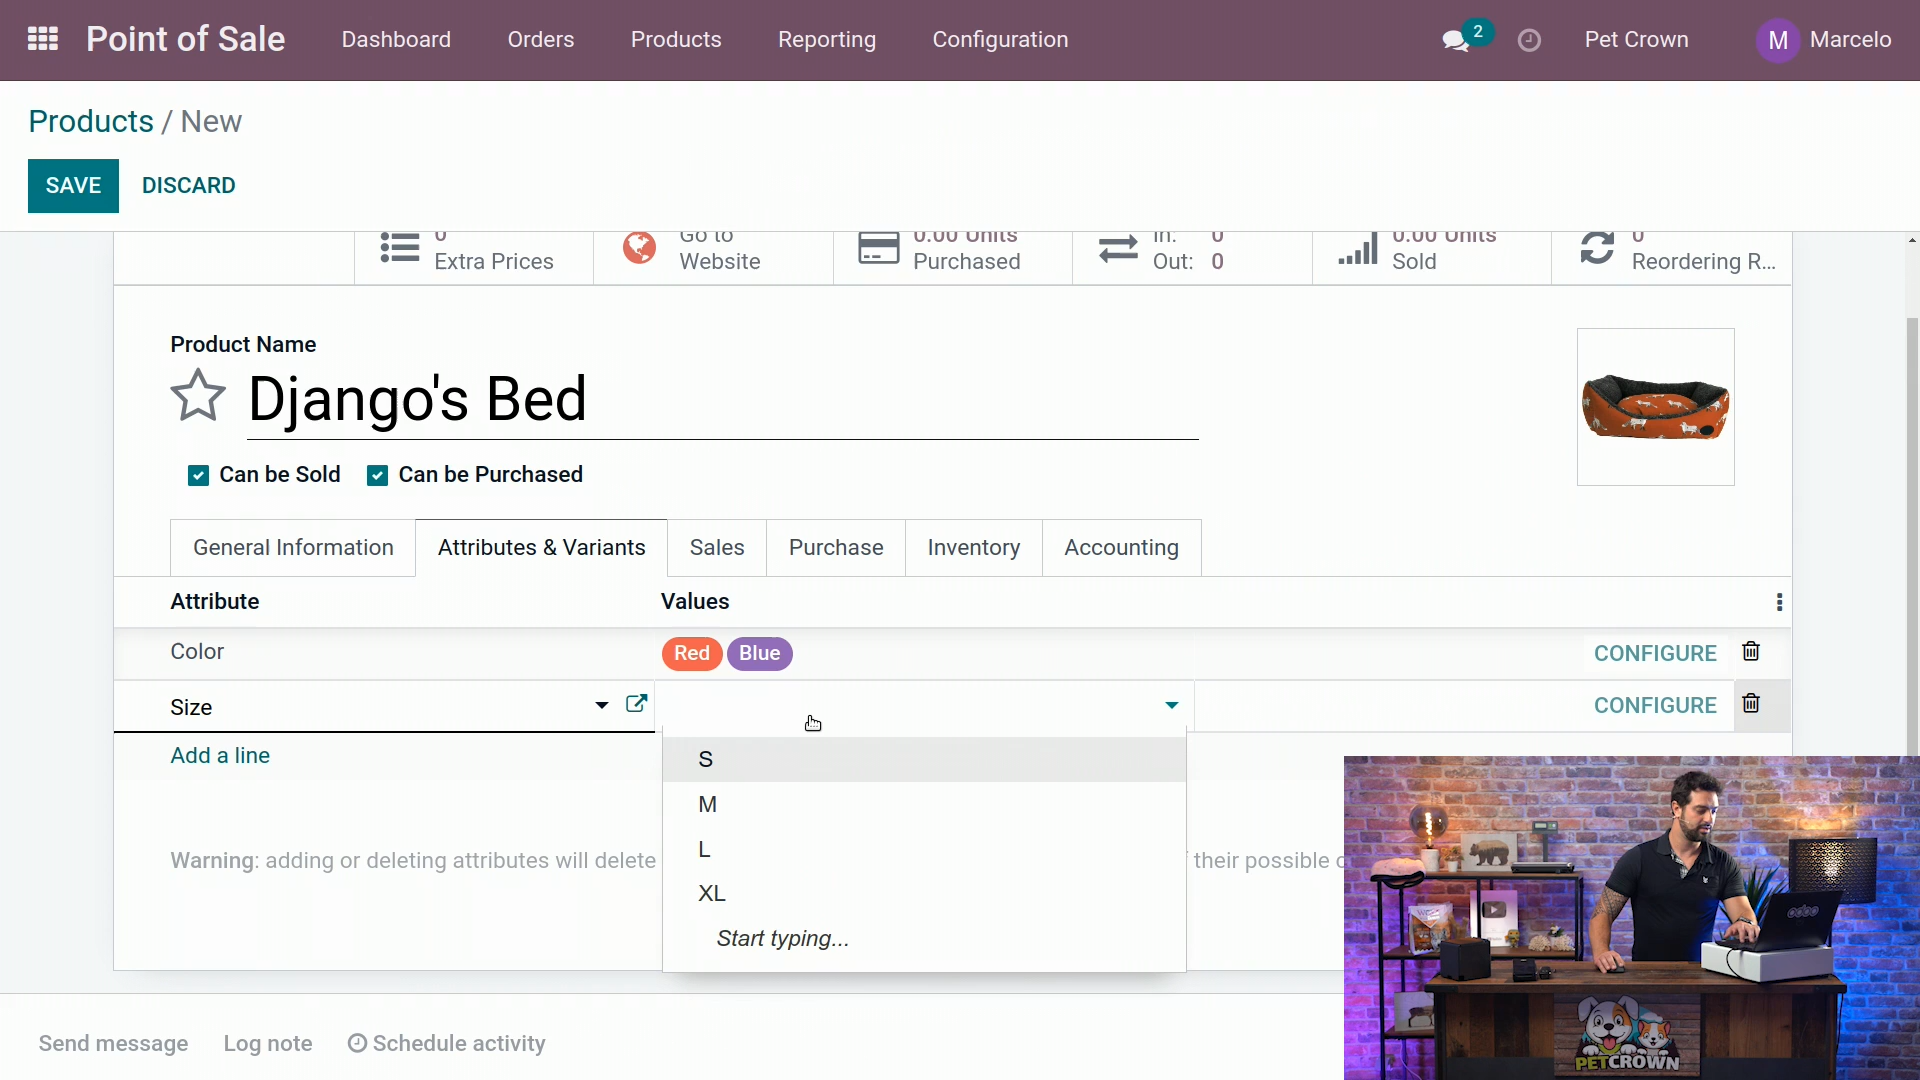 Point of Sale Dashboard Orders Products Reporting Configuration 2 Pet Crown M Marcelo
Products / New
SAVE DISCARD
0 Extra Prices
Go to Website
0.00 Units Purchased
In: 0
Out: 0
0.00 Units Sold
0 Reordering R...
Product Name
Django's Bed
Can be Sold Can be Purchased
General Information Attributes & Variants Sales Purchase Inventory Accounting
Attribute Values
Color Red Blue CONFIGURE
Size CONFIGURE
Add a line
S
M
L
XL
Start typing...
Warning: adding or deleting attributes will delete their possible
Send message Log note Schedule activity
odoo
PETCROWN